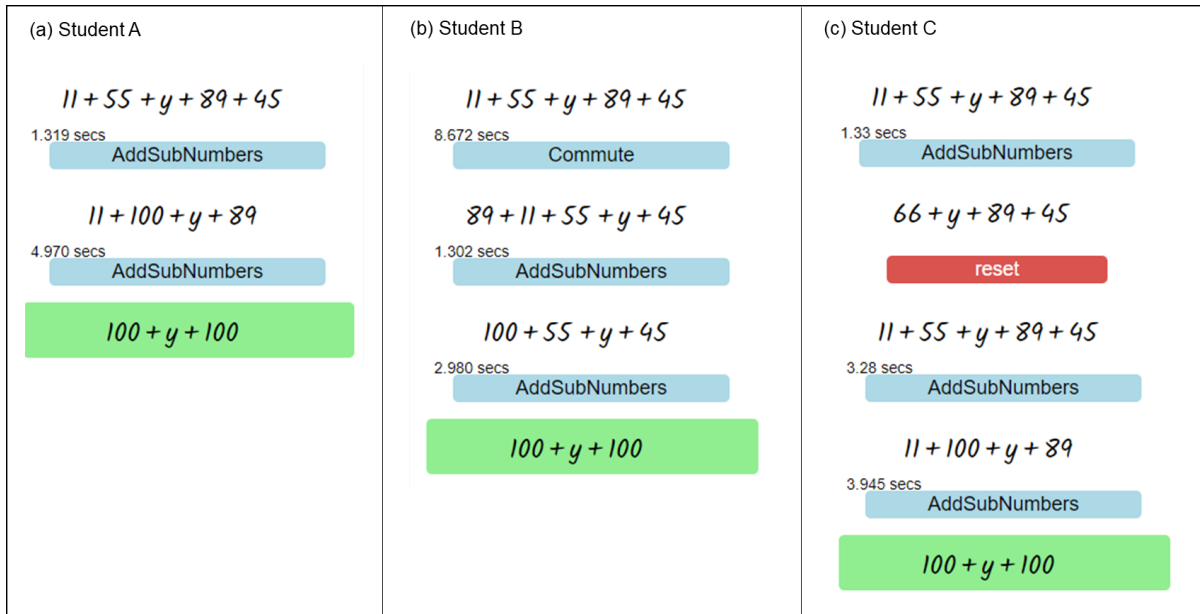 (a) Student A
11 + 55 + y + 89 + 45
1.319 secs
AddSubNumbers
11 + 100 + y + 89
4.970 secs
AddSubNumbers
100 + y + 100
(b) Student B
11 + 55 + y + 89 + 45
8.672 secs
Commute
89 + 11 + 55 + y + 45
1.302 secs
AddSubNumbers
100 + 55 + y + 45
2.980 secs
AddSubNumbers
100 + y + 100
(c) Student C
11 + 55 + y + 89 + 45
1.33 secs
AddSubNumbers
66 + y + 89 + 45
reset
11 + 55 + y + 89 + 45
3.28 secs
AddSubNumbers
11 + 100 + y + 89
3.945 secs
AddSubNumbers
100 + y + 100